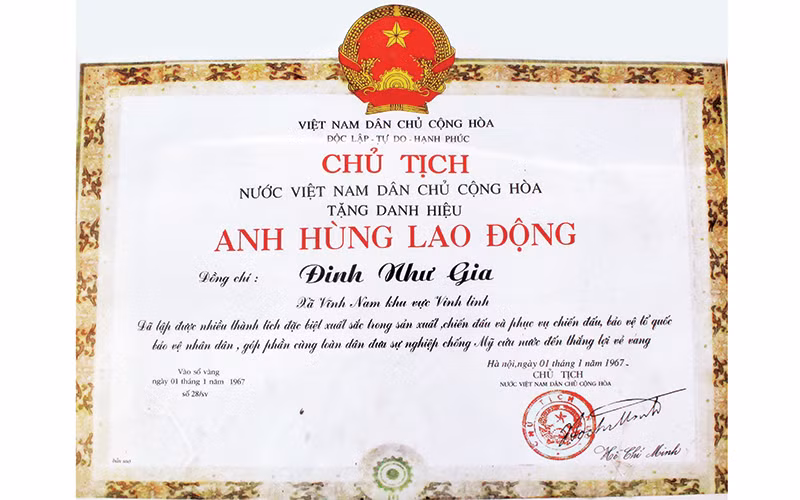 VIỆT NAM DÂN CHỦ CỘNG HÒA
ĐỘC LẬP - TỰ DO - HẠNH PHÚC
CHỦ TỊCH
NƯỚC VIỆT NAM DÂN CHỦ CỘNG HÒA
TẶNG DANH HIỆU
ANH HÙNG LAO ĐỘNG
Đồng chí : Đinh Như Gia
Xã Vĩnh Nam khu vực Vĩnh linh
Đã lập được nhiều thành tích đặc biệt xuất sắc trong sản xuất, chiến đấu và phục vụ chiến đấu, bảo vệ tổ quốc
bảo vệ nhân dân, góp phần cùng toàn dân đưa sự nghiệp chống Mỹ cứu nước đến thắng lợi vẻ vang
Vào sổ vàng
ngày 01 tháng 1 năm 1967
số 28/sv
Hà nội, ngày 01 tháng 1 năm 1967-
CHỦ TỊCH
NƯỚC VIỆT NAM DÂN CHỦ CỘNG HÒA
CHỦ TỊCH
Hồ Chí Minh